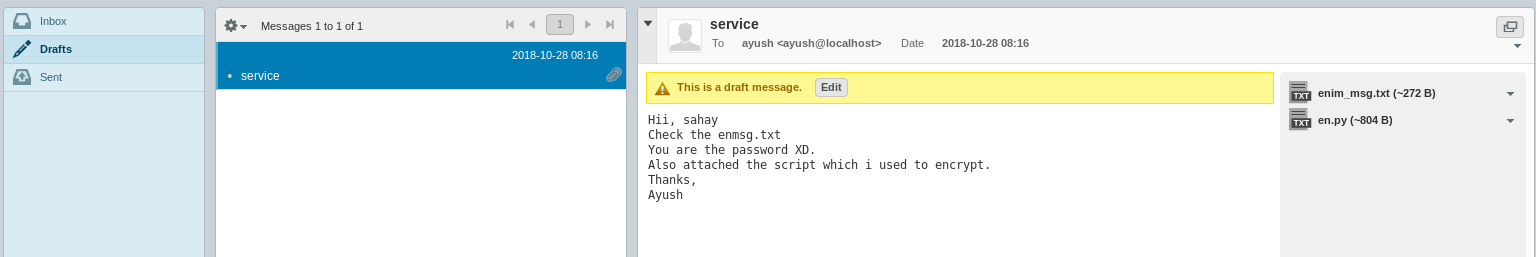 Inbox
Drafts
Sent
Messages 1 to 1 of 1
1
2018-10-28 08:16
• service
service
To ayush <ayush@localhost> Date 2018-10-28 08:16
This is a draft message. Edit
Hii, sahay
Check the enmsg.txt
You are the password XD.
Also attached the script which i used to encrypt.
Thanks,
Ayush
TXT enim_msg.txt (~272 B)
TXT en.py (~804 B)